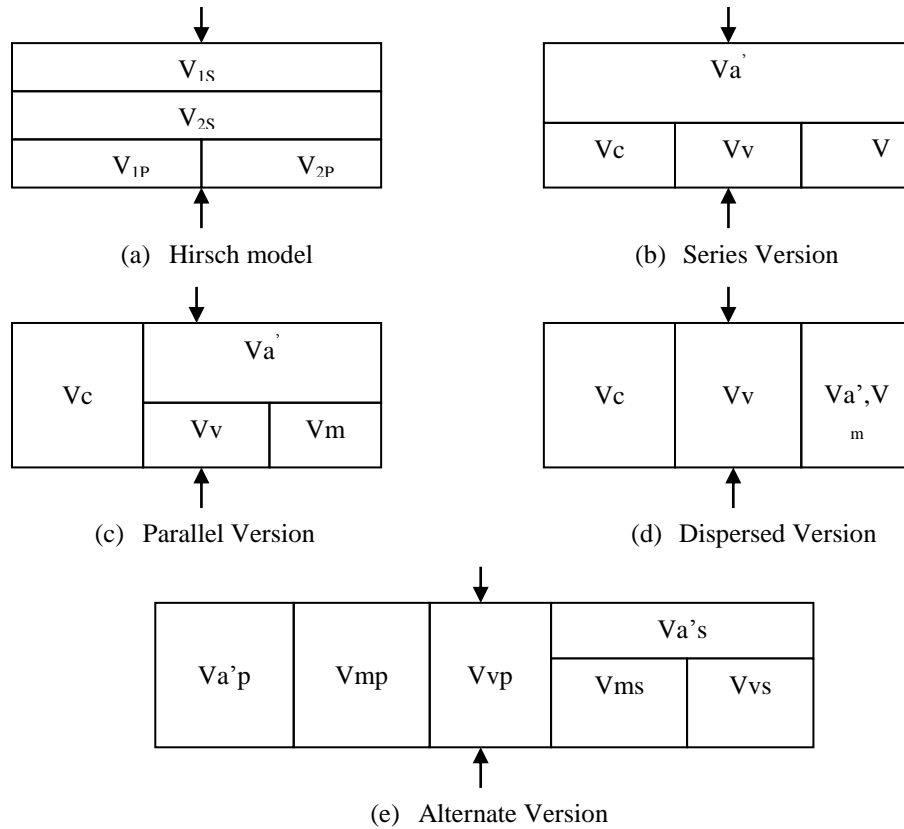 V1S
V2S
V1P V2P
(a) Hirsch model
Va’
Vc Vv V
(b) Series Version
Va’
Vc
Vv Vm
(c) Parallel Version
Vc Vv Va’,V
m
(d) Dispersed Version
Va’s
Va’p Vmp Vvp
Vms Vvs
(e) Alternate Version